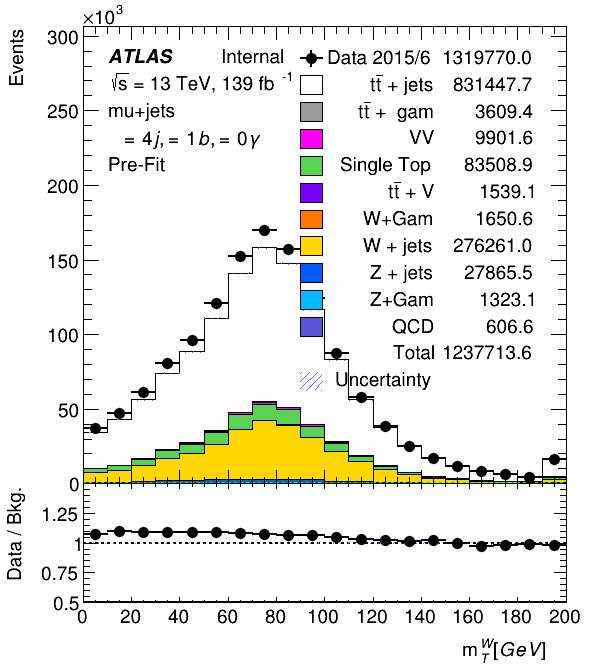 ×10³
Events
300
250
200
150
100
50
0
ATLAS Internal
√s = 13 TeV, 139 fb⁻¹
mu+jets
= 4j, = 1b, = 0γ
Pre-Fit
Data 2015/6 1319770.0
tt̄ + jets 831447.7
tt̄ + gam 3609.4
VV 9901.6
Single Top 83508.9
tt̄ + V 1539.1
W+Gam 1650.6
W + jets 276261.0
Z + jets 27865.5
Z+Gam 1323.1
QCD 606.6
Total 1237713.6
Uncertainty
Data / Bkg.
1.25
1
0.75
0.5
0 20 40 60 80 100 120 140 160 180 200
m_T^W [GeV]